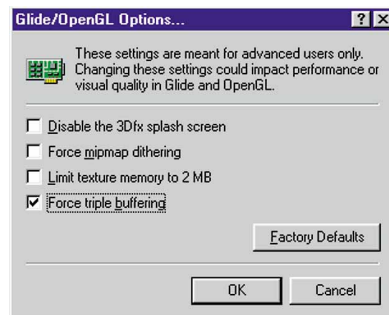 Glide/OpenGL Options...
These settings are meant for advanced users only.
Changing these settings could impact performance or
visual quality in Glide and OpenGL.
Disable the 3Dfx splash screen
Force mipmap dithering
Limit texture memory to 2 MB
Force triple buffering
Factory Defaults
OK
Cancel